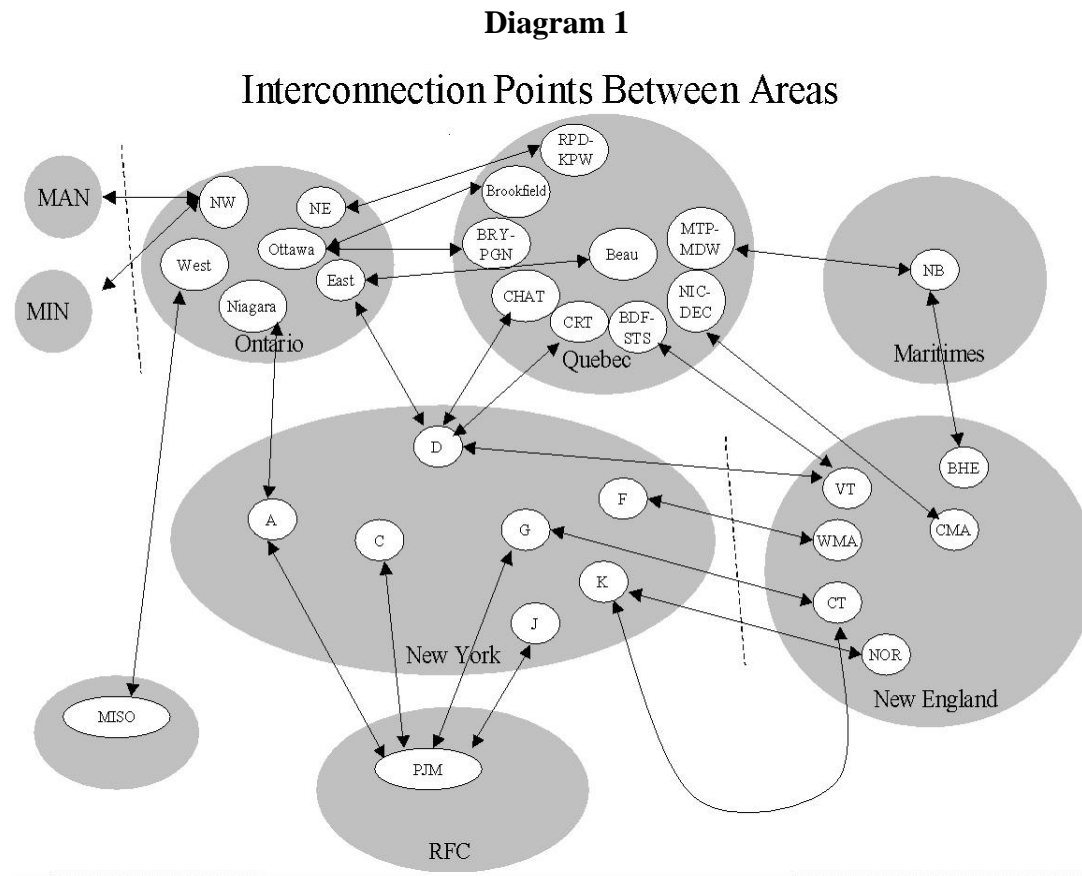 Diagram 1
Interconnection Points Between Areas
MAN
MIN
NW
NE
West
Ottawa
East
Niagara
Ontario
RPD-
KPW
Brookfield
BRY-
PGN
Beau
MTP-
MDW
CHAT
CRT
BDF-
STS
NIC-
DEC
Quebec
NB
Maritimes
D
A
C
G
F
K
J
New York
VT
BHE
WMA
CMA
CT
NOR
New England
MISO
PJM
RFC